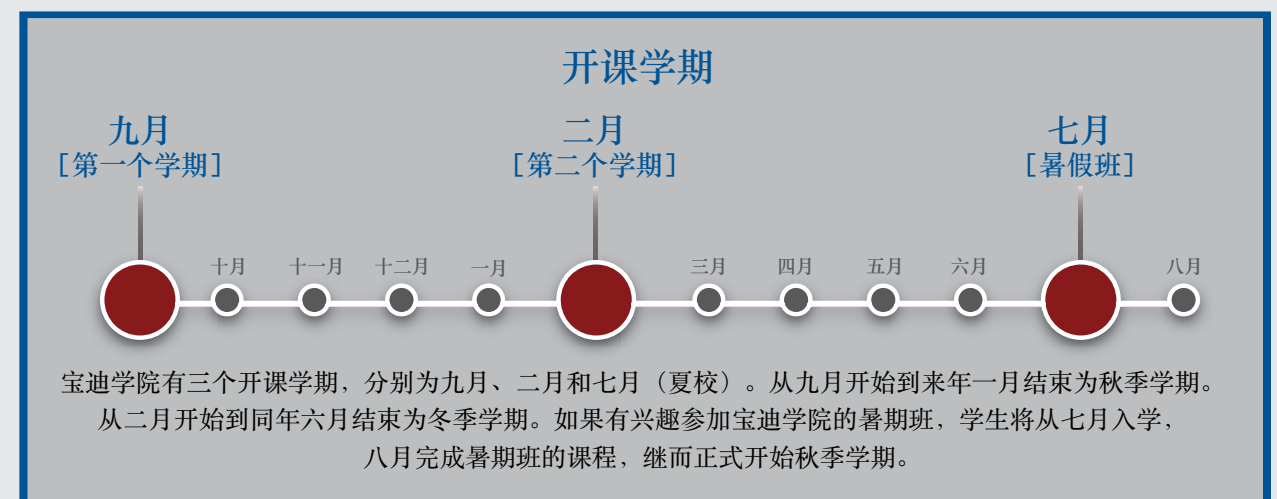 开课学期
九月 二月 七月
[第一个学期] [第二个学期] [暑假班]
十月 十一月 十二月 一月 三月 四月 五月 六月 八月
宝迪学院有三个开课学期，分别为九月、二月和七月（夏校）。从九月开始到来年一月结束为秋季学期。
从二月开始到同年六月结束为冬季学期。如果有兴趣参加宝迪学院的暑期班，学生将从七月入学，
八月完成暑期班的课程，继而正式开始秋季学期。